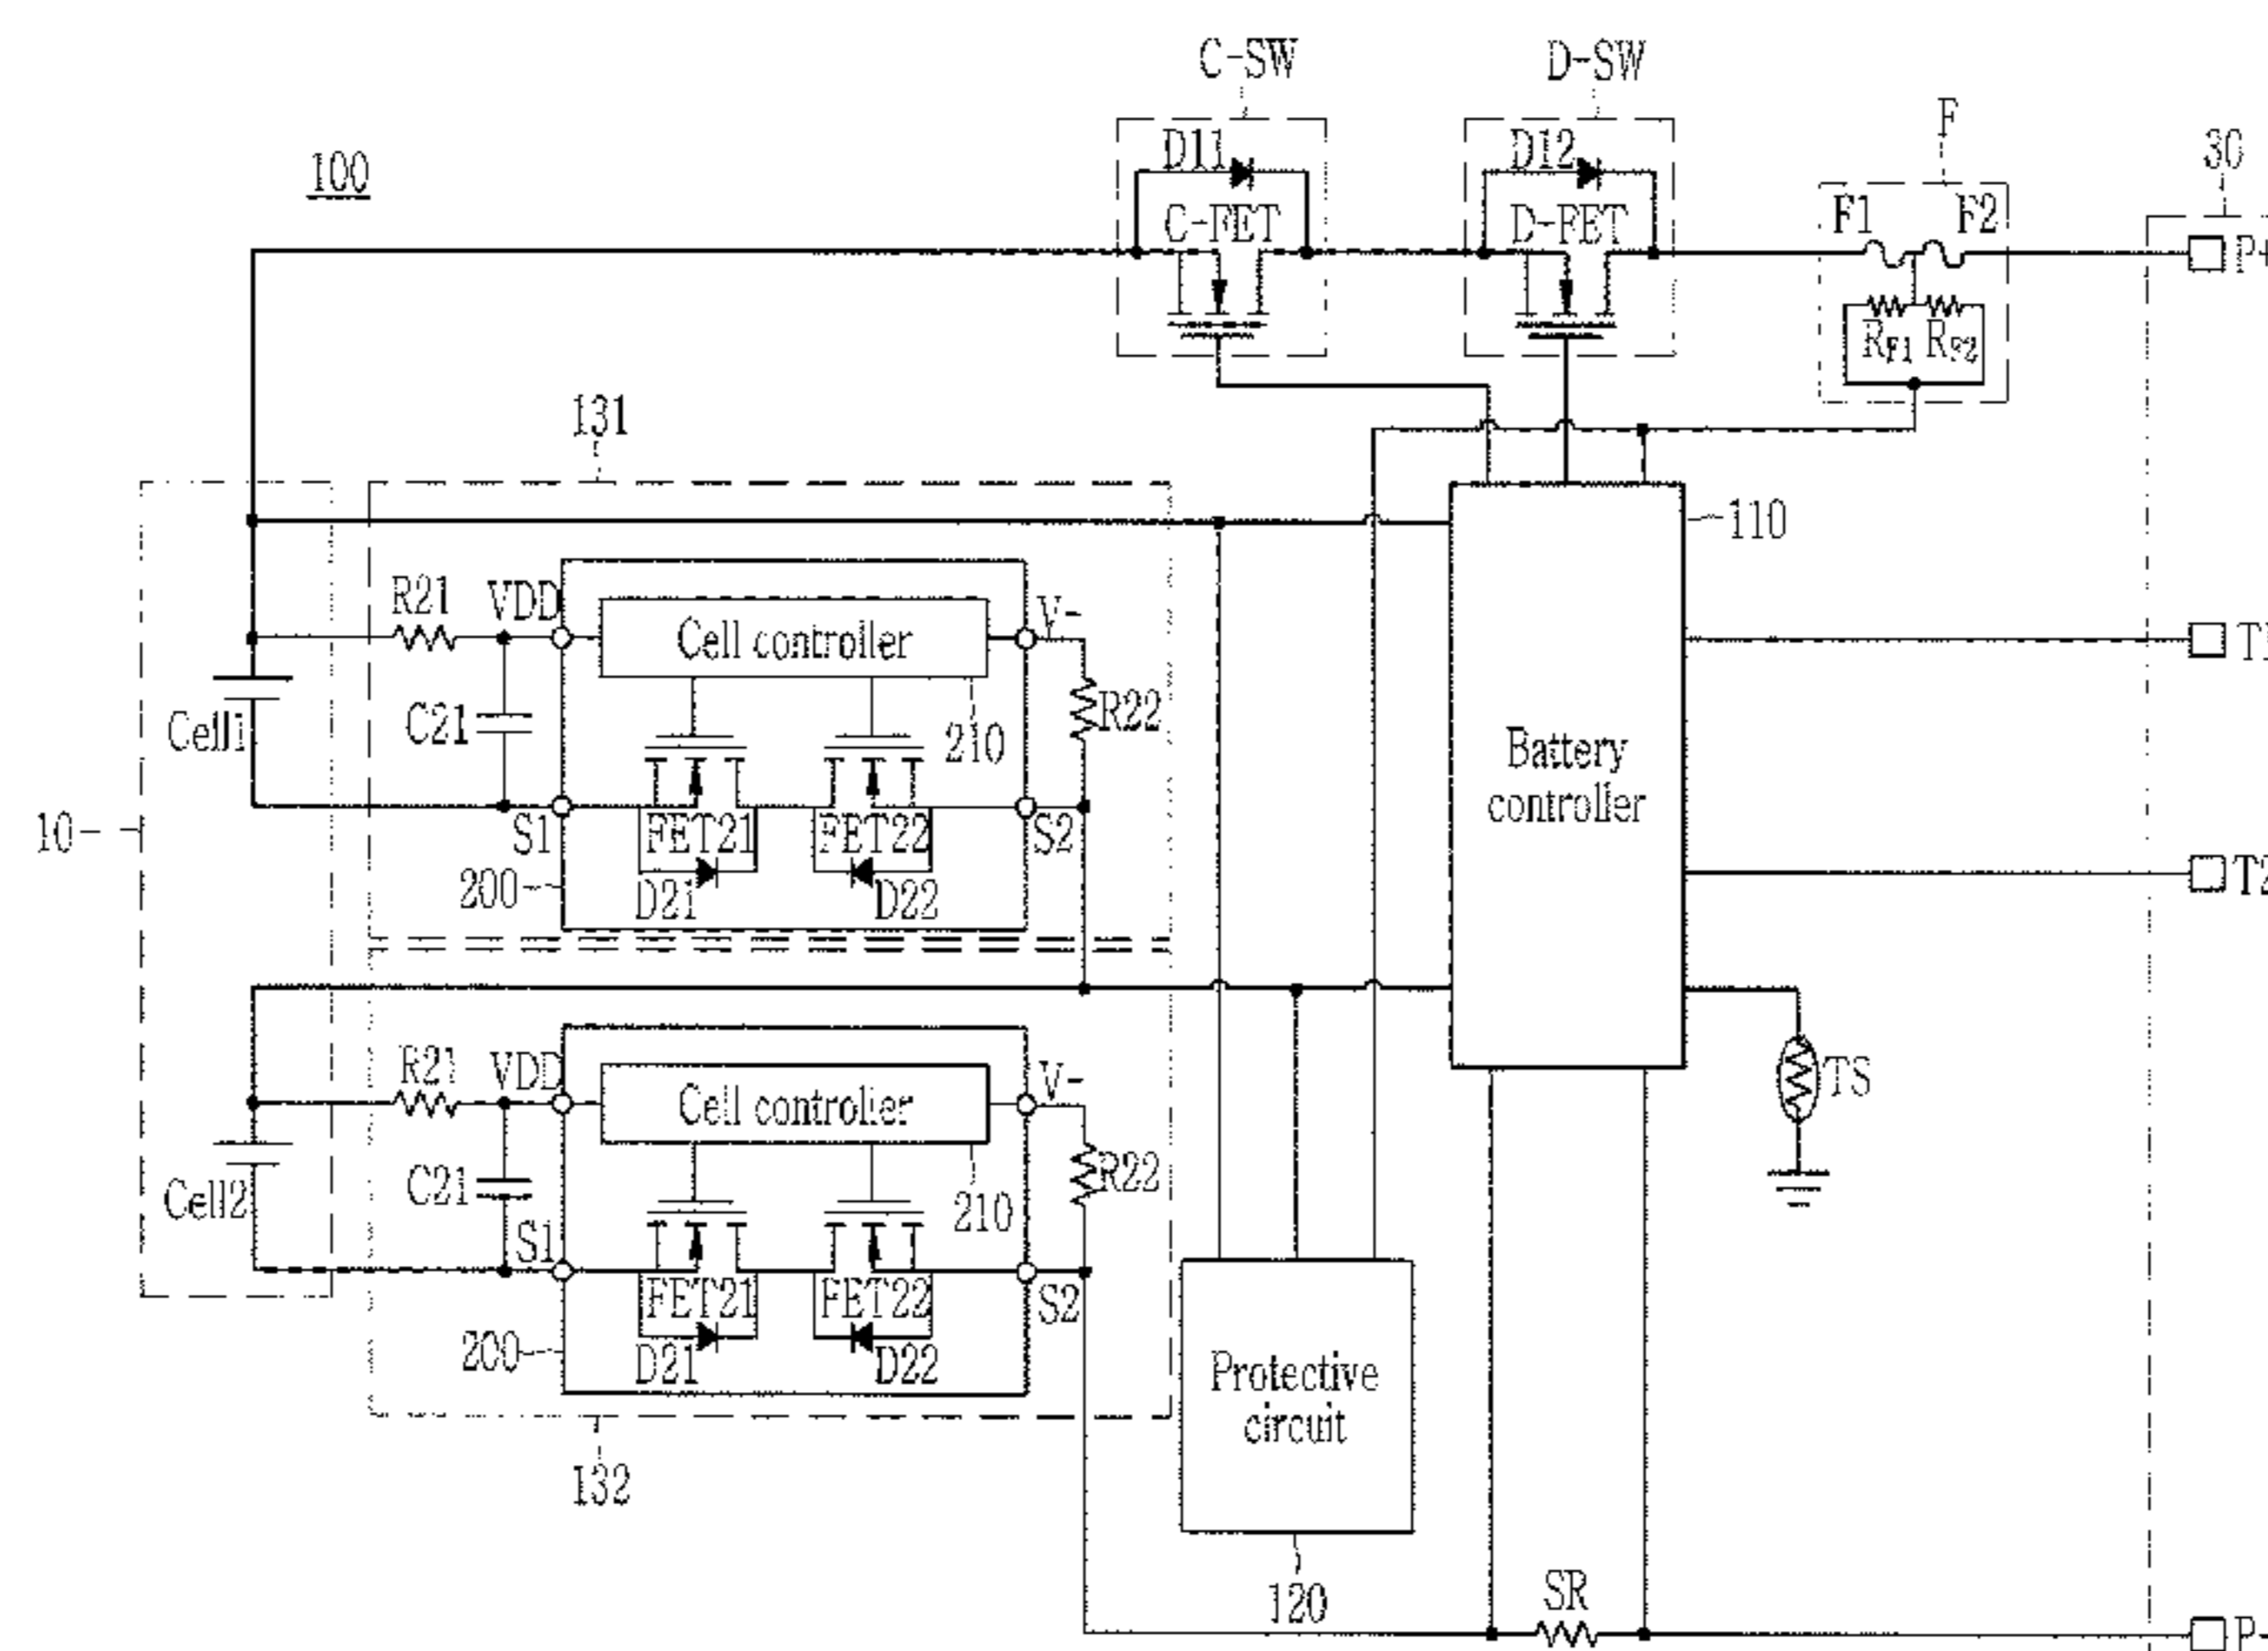 C-SW
D-SW
F
30
100
D11
D12
C-FET
D-FET
F1
F2
P+
RF1
RF2
131
110
R21
VDD
Cell controller
V-
T1
Cell1
C21
210
R22
Battery
controller
10
S1
FET21
FET22
S2
T2
200
D21
D22
R21
VDD
Cell controller
V-
TS
Cell2
C21
S1
210
R22
FET21
FET22
S2
200
D21
D22
Protective
circuit
132
120
SR